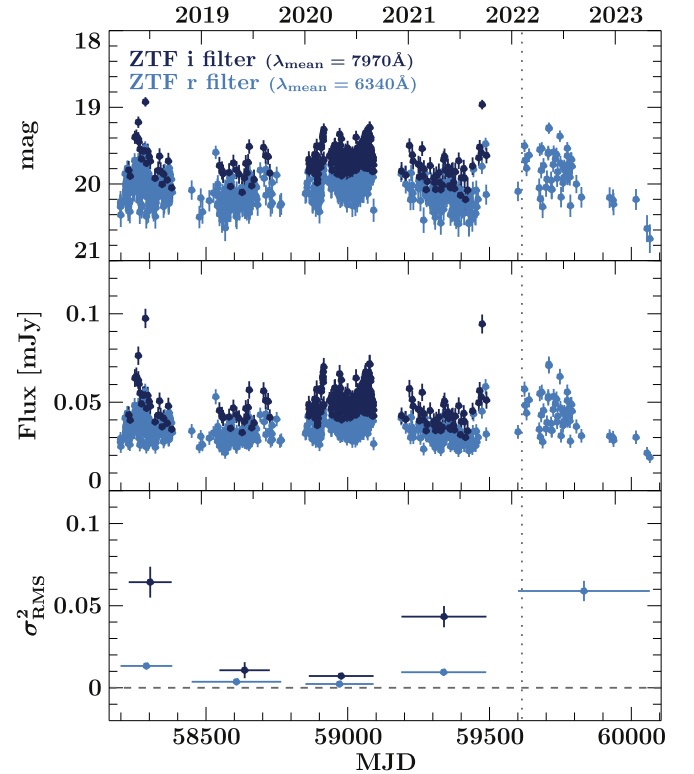 2019 2020 2021 2022 2023
18
ZTF i filter (λmean = 7970Å)
ZTF r filter (λmean = 6340Å)
19
mag
20
21
0.1
Flux [mJy]
0.05
0
0.1
σ²RMS
0.05
0
58500 59000 59500 60000
MJD